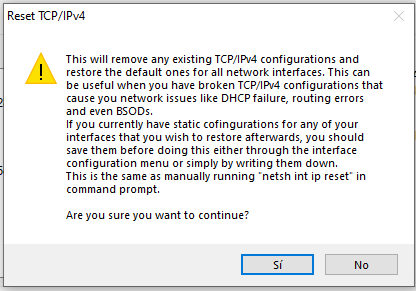 Reset TCP/IPv4
This will remove any existing TCP/IPv4 configurations and
restore the default ones for all network interfaces. This can
be useful when you have broken TCP/IPv4 configurations that
cause you network issues like DHCP failure, routing errors
and even BSODs.
If you currently have static cofingurations for any of your
interfaces that you wish to restore afterwards, you should
save them before doing this either through the interface
configuration menu or simply by writing them down.
This is the same as manually running "netsh int ip reset" in
command prompt.
Are you sure you want to continue?
Sí
No